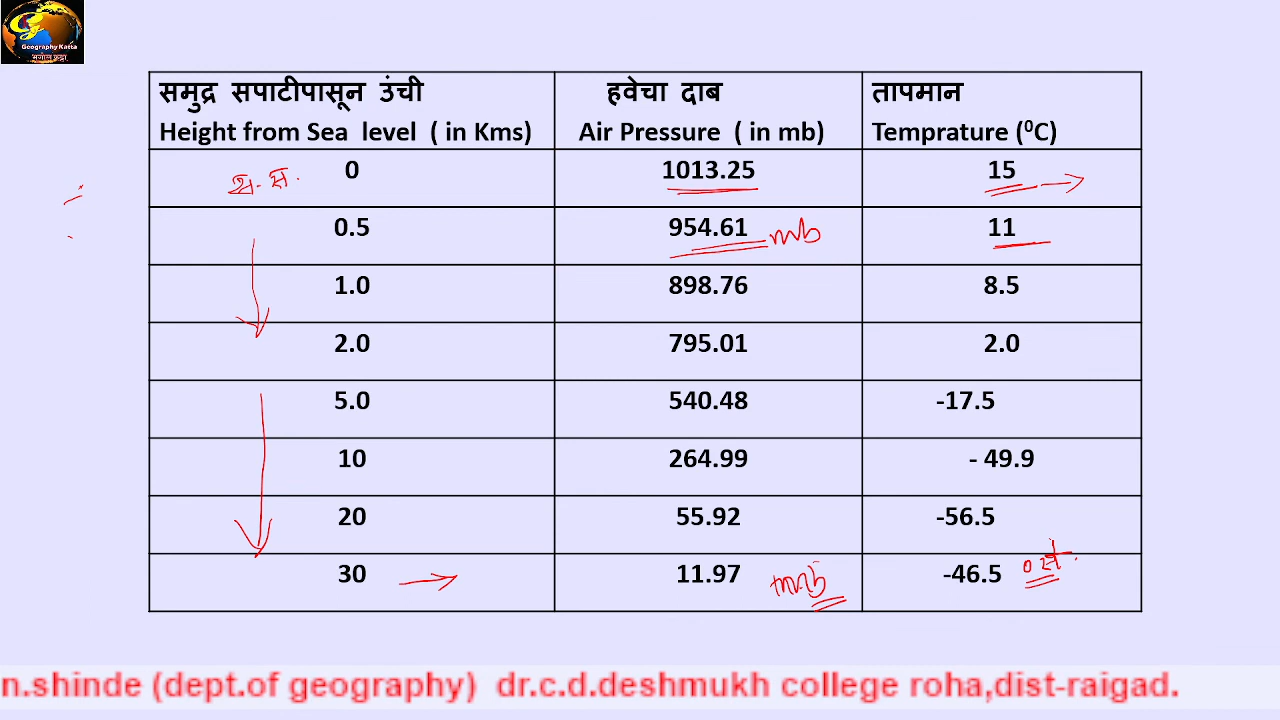 Geography Katta
भूगोल कट्टा
समुद्र सपाटीपासून उंची हवेचा दाब तापमान
Height from Sea level ( in Kms) Air Pressure ( in mb) Temprature (⁰C)
स. स. 0 1013.25 15
0.5 954.61 mb 11
1.0 898.76 8.5
2.0 795.01 2.0
5.0 540.48 -17.5
10 264.99 - 49.9
20 55.92 -56.5
30 11.97 mb -46.5 ० से.
n.shinde (dept.of geography) dr.c.d.deshmukh college roha,dist-raigad.